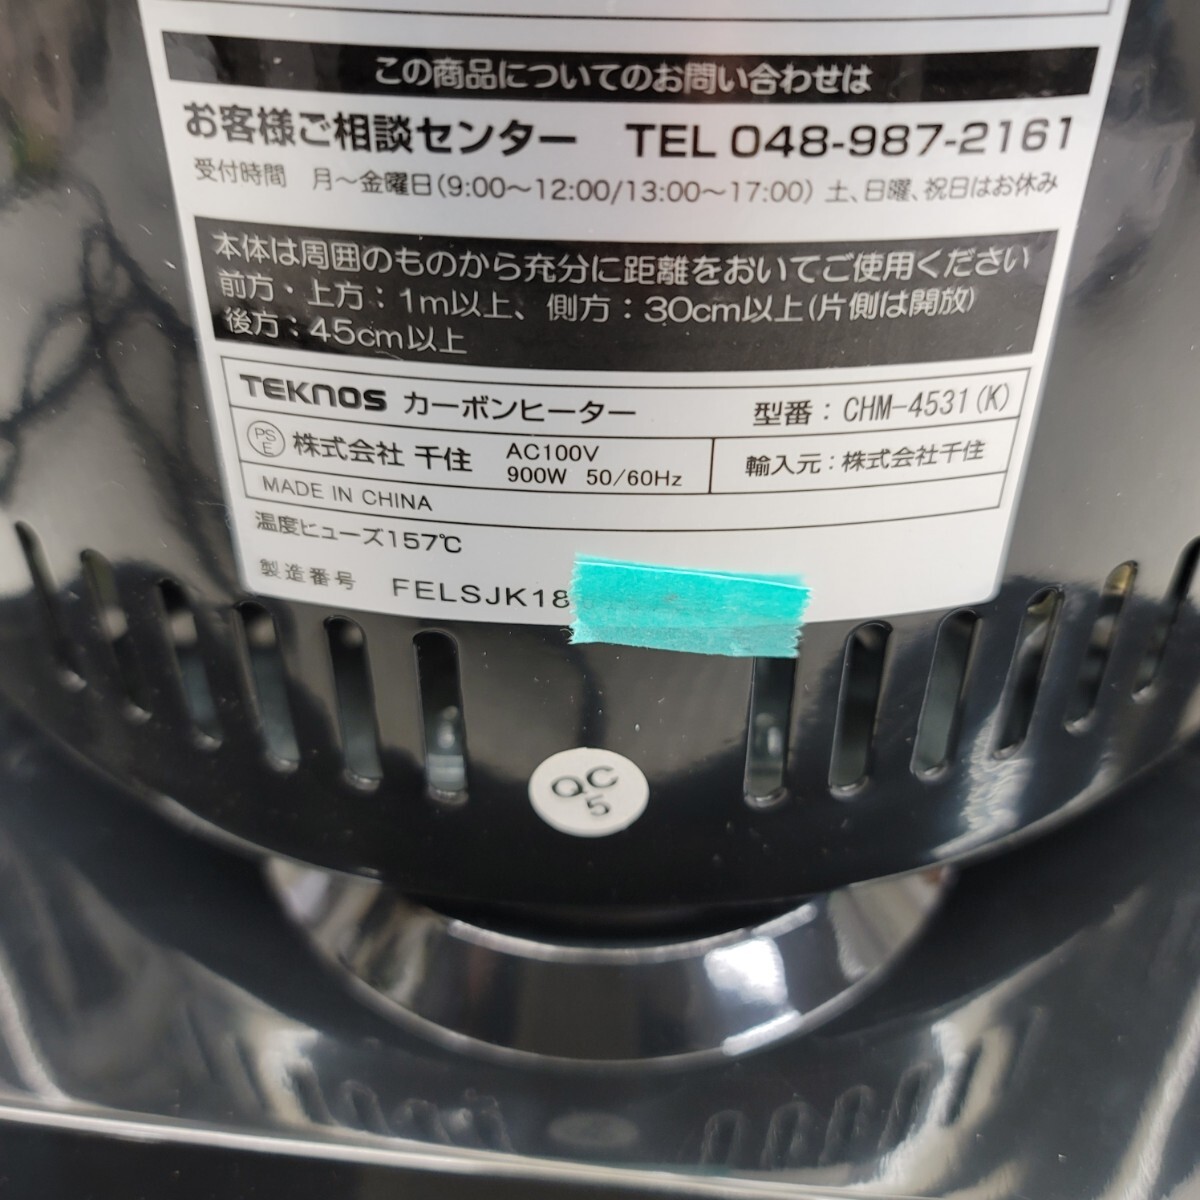 この商品についてのお問い合わせは
お客様ご相談センター TEL 048-987-2161
受付時間 月～金曜日(9:00～12:00/13:00～17:00) 土、日曜、祝日はお休み
本体は周囲のものから充分に距離をおいてご使用ください
前方・上方：1m以上、側方：30cm以上(片側は開放)
後方：45cm以上
TEKNOS カーボンヒーター 型番：CHM-4531(K)
PS
E
株式会社 千住 AC100V
900W 50/60Hz
輸入元：株式会社千住
MADE IN CHINA
温度ヒューズ157℃
製造番号 FELSJK18
QC
5